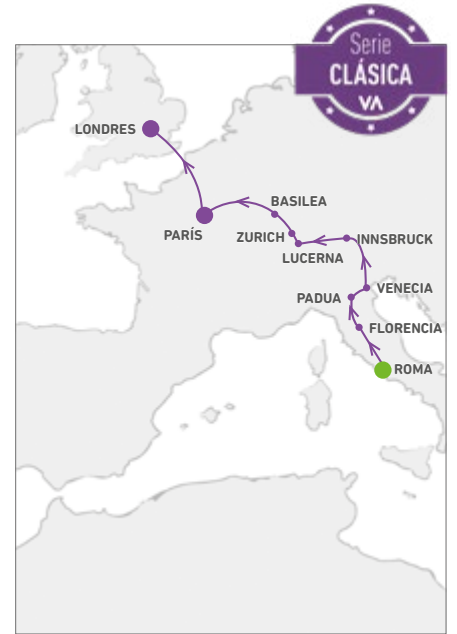 Serie
CLÁSICA
VA
LONDRES
BASILEA
PARÍS
ZURICH
INNSBRUCK
LUCERNA
VENECIA
PADUA
FLORENCIA
ROMA